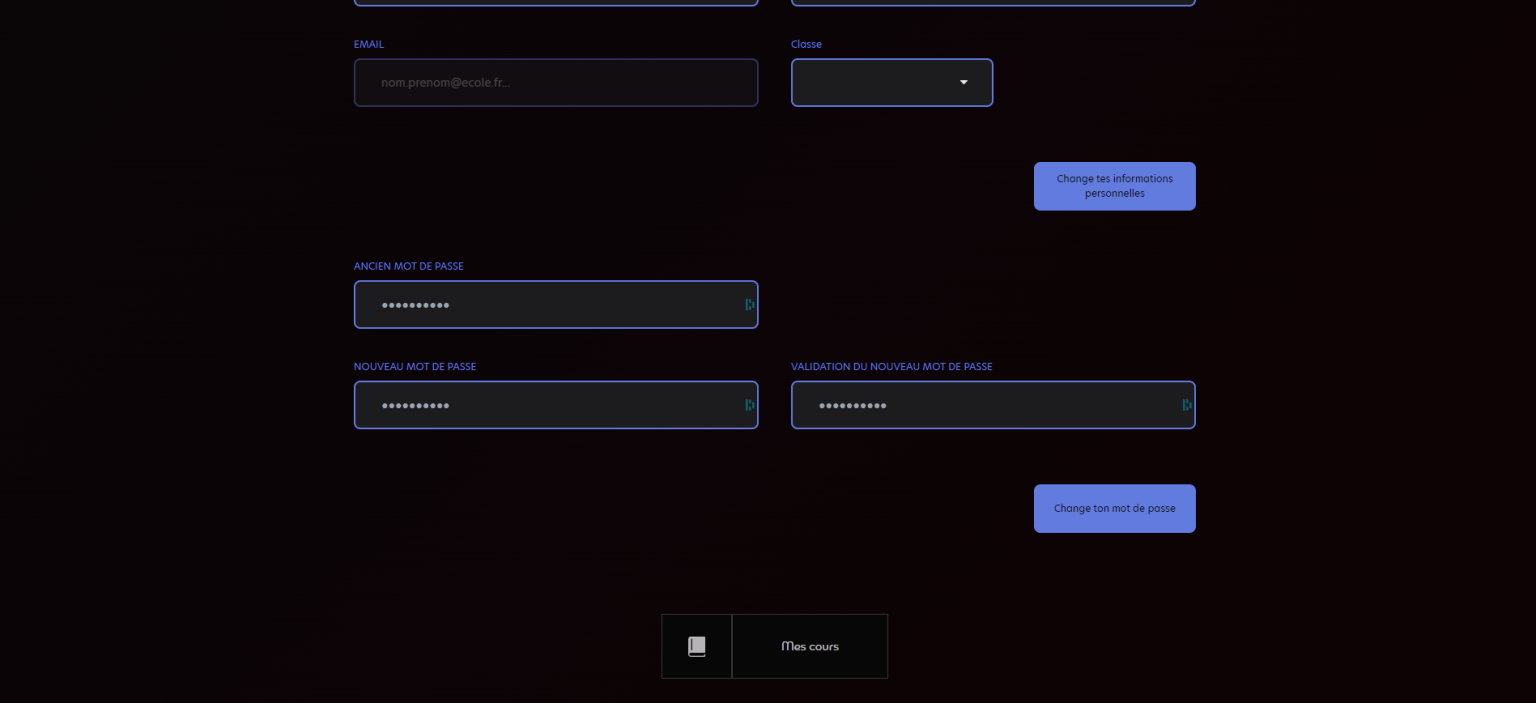 EMAIL
Classe
nom.prenom@ecole.fr...
Change tes informations
personnelles
ANCIEN MOT DE PASSE
••••••••••
NOUVEAU MOT DE PASSE
VALIDATION DU NOUVEAU MOT DE PASSE
••••••••••
••••••••••
Change ton mot de passe
Mes cours